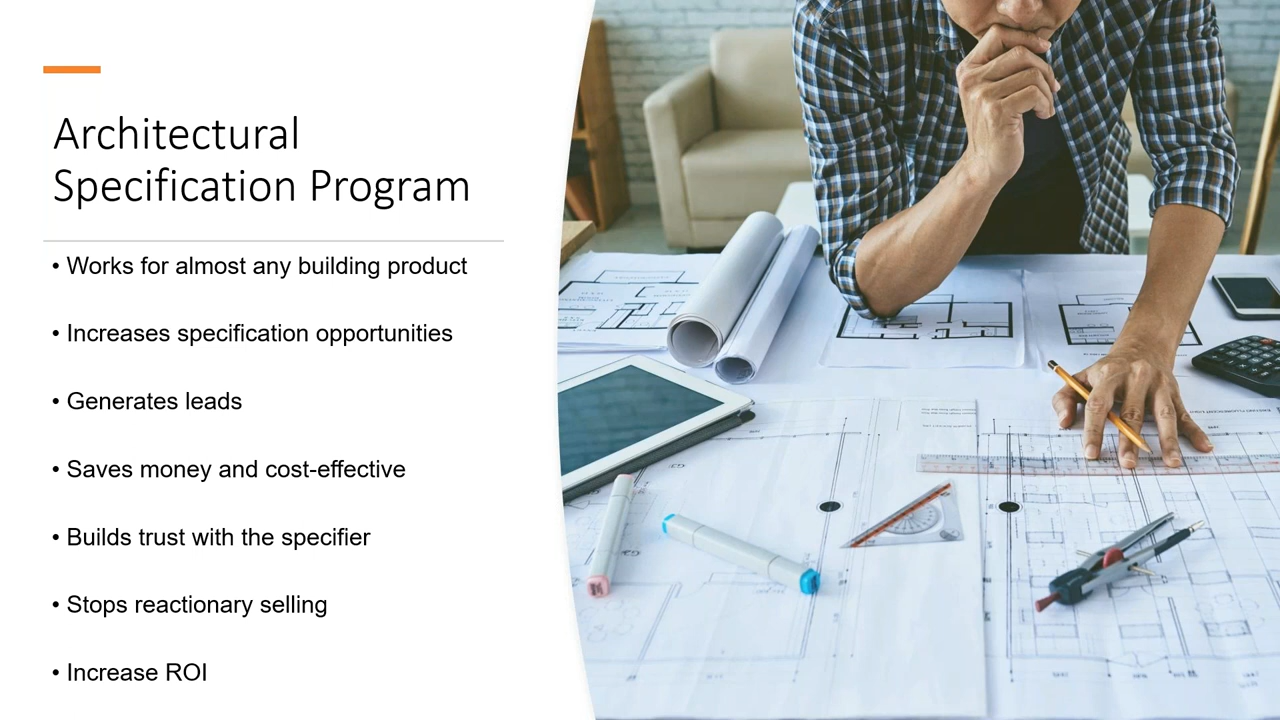 Architectural
Specification Program
• Works for almost any building product
• Increases specification opportunities
• Generates leads
• Saves money and cost-effective
• Builds trust with the specifier
• Stops reactionary selling
• Increase ROI